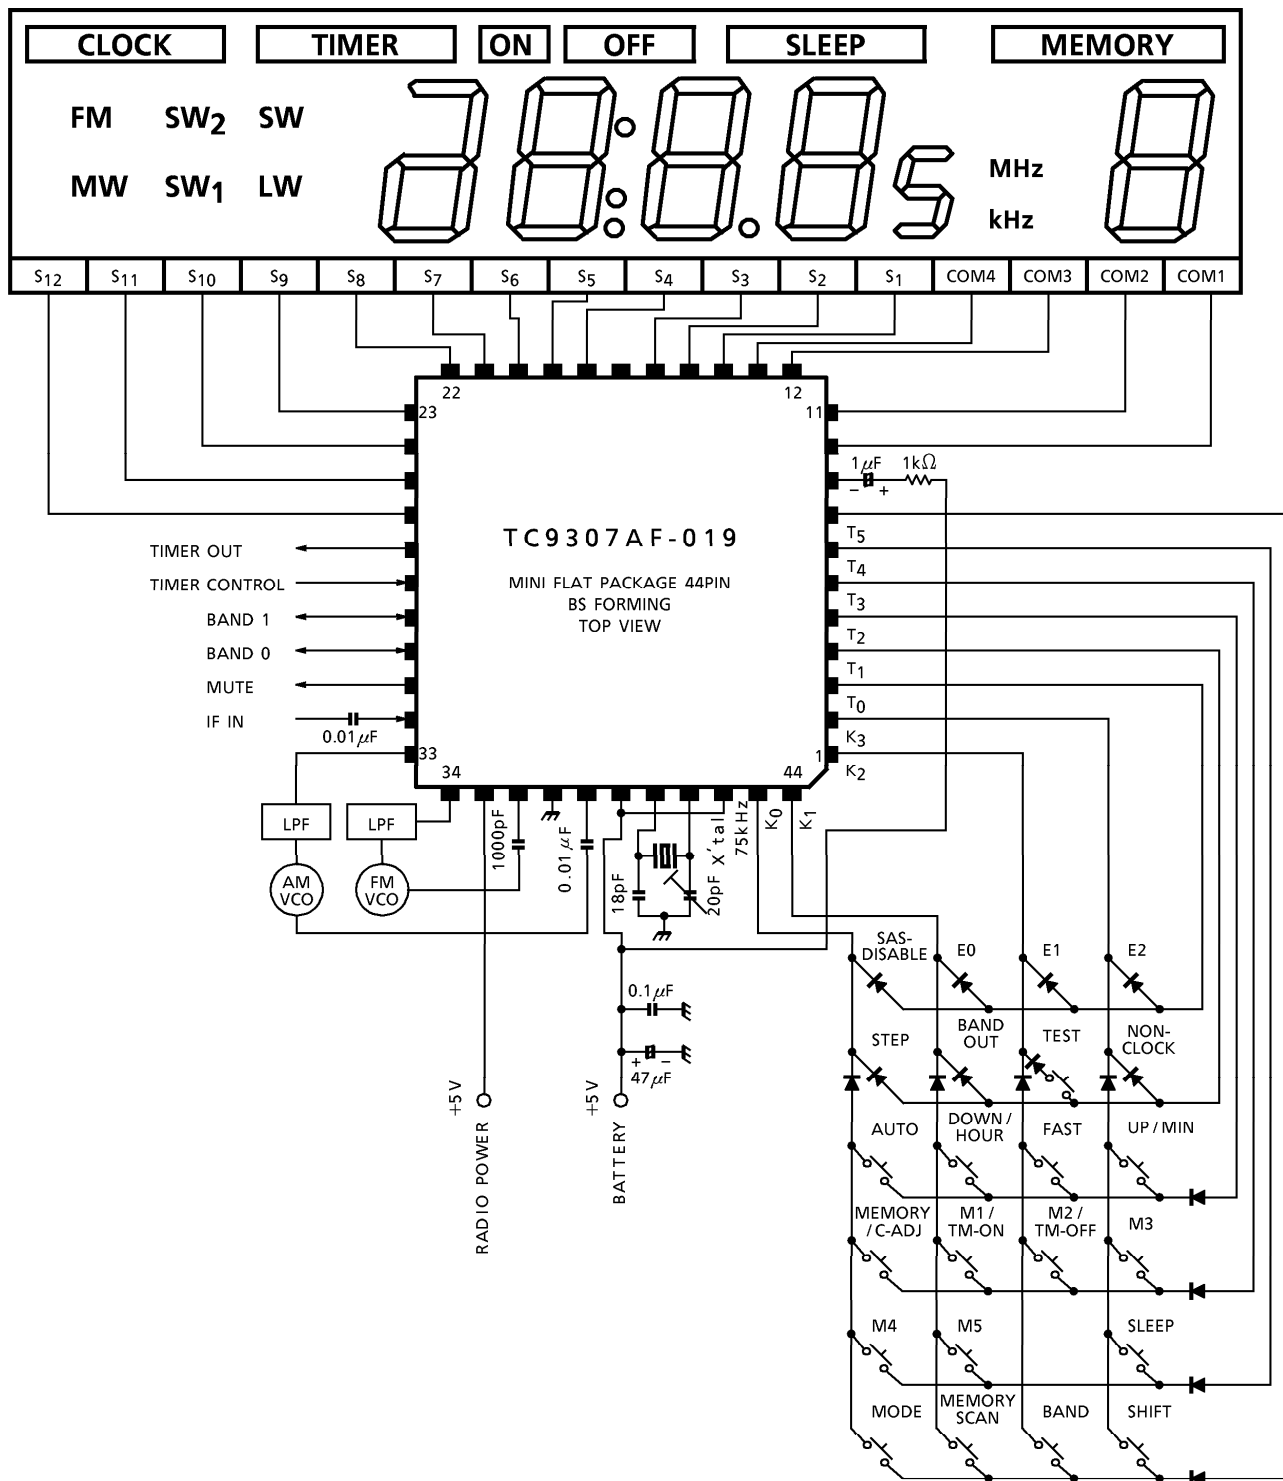 CLOCK TIMER ON OFF SLEEP MEMORY
FM SW2 SW
MW SW1 LW
MHz
kHz
S12 S11 S10 S9 S8 S7 S6 S5 S4 S3 S2 S1 COM4 COM3 COM2 COM1
22 12
23 11
1μF 1kΩ
− +
TC9307AF-019
MINI FLAT PACKAGE 44PIN
BS FORMING
TOP VIEW
TIMER OUT
TIMER CONTROL
BAND 1
BAND 0
MUTE
IF IN
0.01μF
T5
T4
T3
T2
T1
T0
K3
K2
33 1
34 44
LPF LPF
AM
VCO
FM
VCO
1000pF
0.01μF
18pF
20pF
X'tal
75kHz
K0
K1
0.1μF
+ −
47μF
+5V
RADIO POWER
+5V
BATTERY
SAS-
DISABLE
E0 E1 E2
STEP
BAND
OUT
TEST
NON-
CLOCK
AUTO
DOWN/
HOUR
FAST
UP/MIN
MEMORY
/C-ADJ
M1/
TM-ON
M2/
TM-OFF
M3
M4 M5 SLEEP
MODE
MEMORY
SCAN
BAND
SHIFT